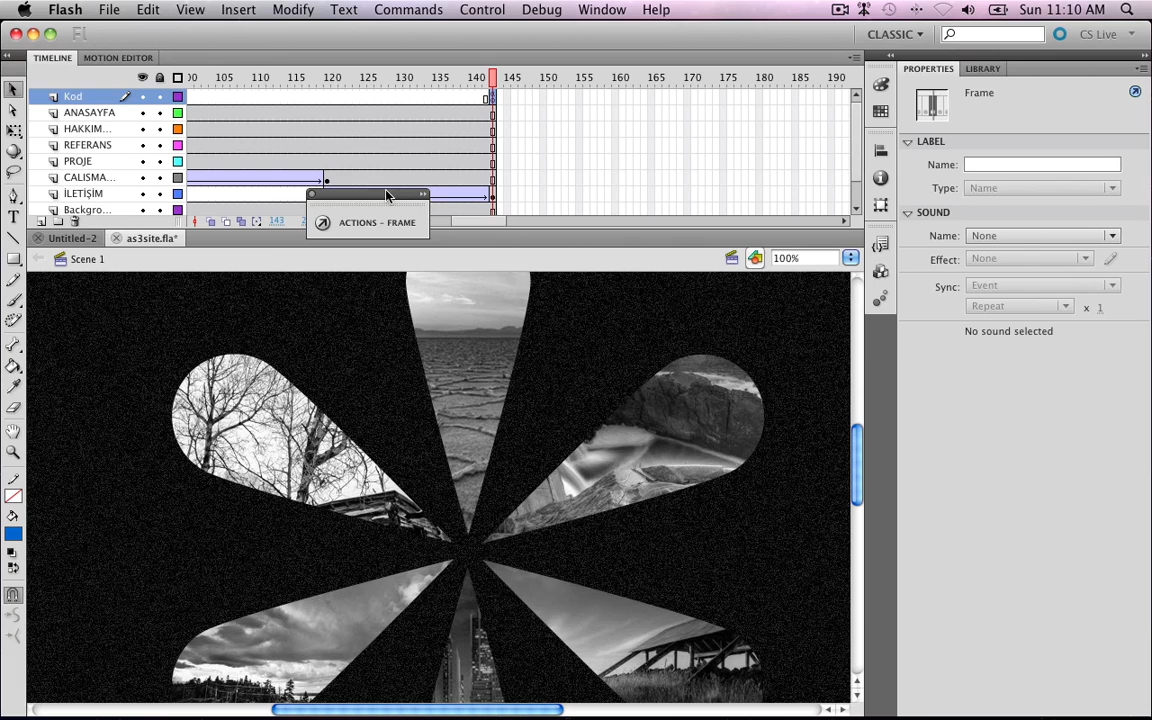 Flash File Edit View Insert Modify Text Commands Control Debug Window Help Sun 11:10 AM
Fl CLASSIC CS Live
TIMELINE MOTION EDITOR
PROPERTIES LIBRARY
00 105 110 115 120 125 130 135 140 145 150 155 160 165 170 175 180 185 190
Kod
ANASAYFA
HAKKIM...
REFERANS
PROJE
CALISMA...
İLETİŞİM
Backgro...
143
ACTIONS - FRAME
Untitled-2 as3site.fla*
Scene 1 100%
Frame
LABEL
Name:
Type: Name
SOUND
Name: None
Effect: None
Sync: Event
Repeat x 1
No sound selected